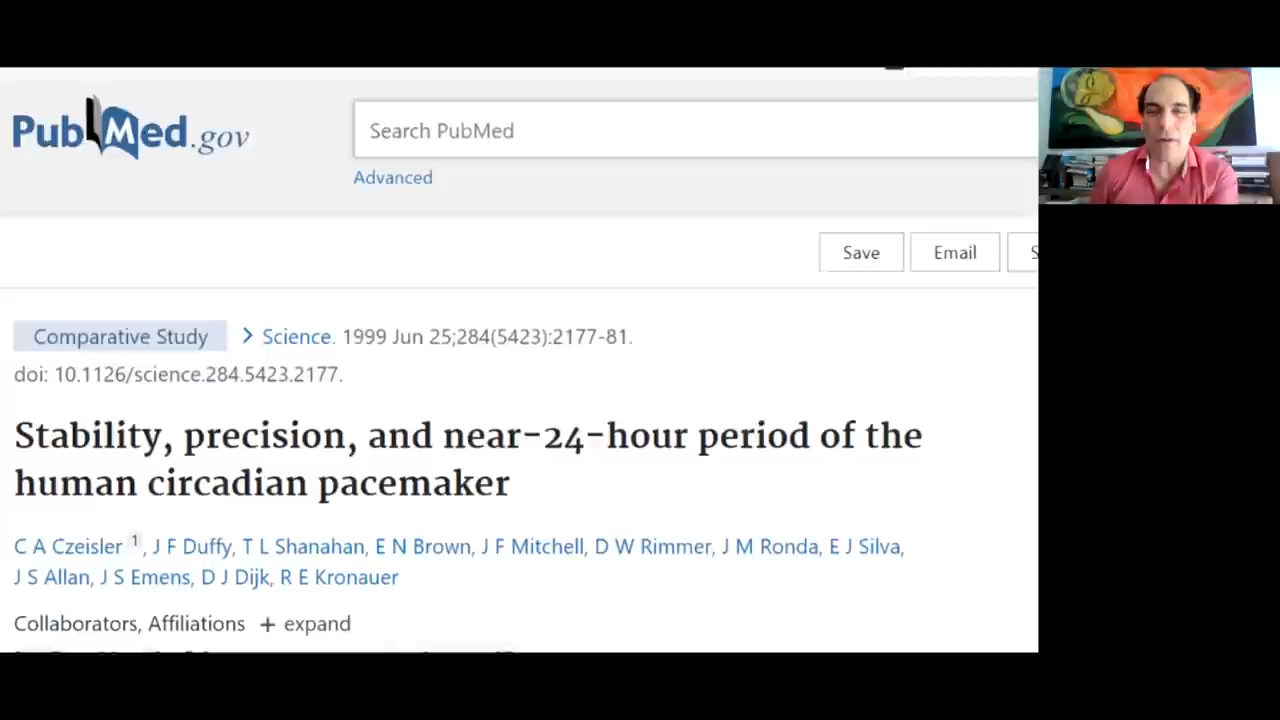 PubMed.gov
Search PubMed
Advanced
Save
Email
Comparative Study
Science. 1999 Jun 25;284(5423):2177-81.
doi: 10.1126/science.284.5423.2177.
Stability, precision, and near-24-hour period of the
human circadian pacemaker
C A Czeisler 1, J F Duffy, T L Shanahan, E N Brown, J F Mitchell, D W Rimmer, J M Ronda, E J Silva,
J S Allan, J S Emens, D J Dijk, R E Kronauer
Collaborators, Affiliations + expand